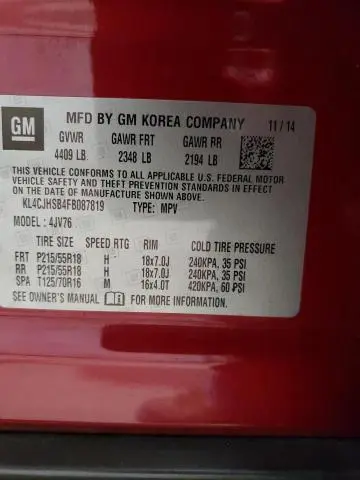 GM
MFD BY GM KOREA COMPANY 11/14
GVWR GAWR FRT GAWR RR
4409 LB 2348 LB 2194 LB
THIS VEHICLE CONFORMS TO ALL APPLICABLE U.S. FEDERAL MOTOR
VEHICLE SAFETY, BUMPER, AND THEFT PREVENTION STANDARDS
IN EFFECT ON THE DATE OF MANUFACTURE SHOWN ABOVE.
KL4CJHSB4FB087819 TYPE: MPV
MODEL: 4JV76
TIRE SIZE SPEED RTG RIM COLD TIRE PRESSURE
FRT P215/55R18 H 18x7.0J 240KPA, 35 PSI
RR P215/55R18 H 18x7.0J 240KPA, 35 PSI
SPA T125/70R16 M 16x4.0T 420KPA, 60 PSI
SEE OWNER'S MANUAL FOR MORE INFORMATION.